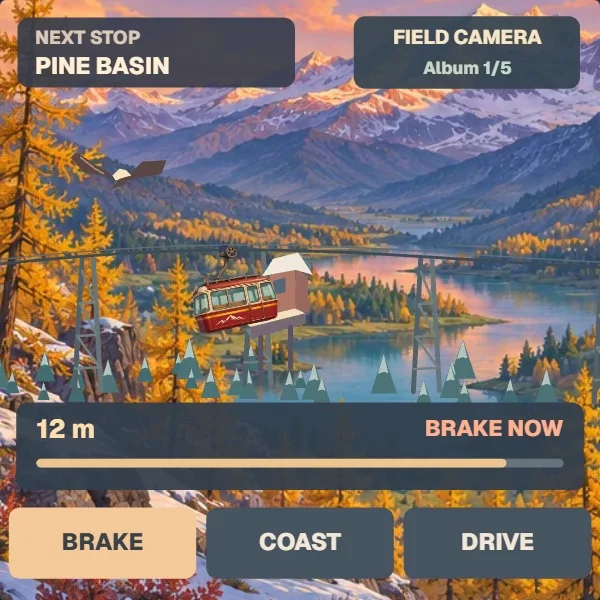 NEXT STOP
PINE BASIN
FIELD CAMERA
Album 1/5
12 m
BRAKE NOW
BRAKE
COAST
DRIVE